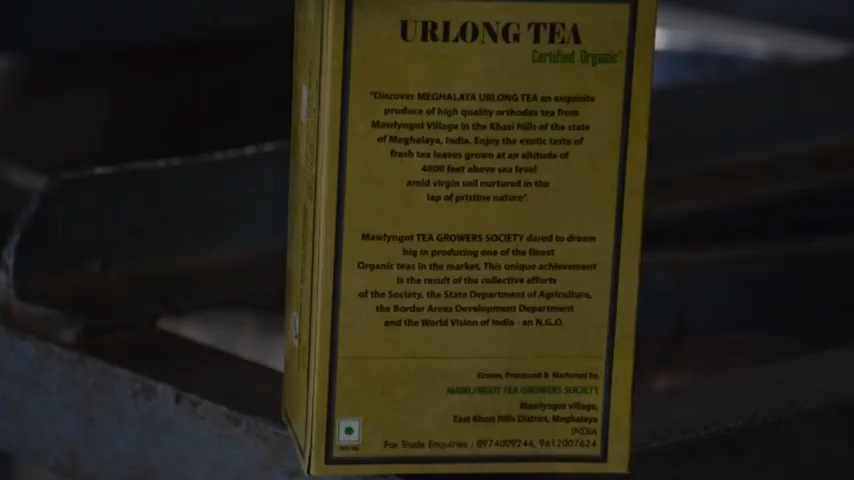 URLONG TEA
Certified Organic
"Discover MEGHALAYA URLONG TEA an exquisite
produce of high quality orthodox tea from
Mawlyngot Village in the Khasi Hills of the state
of Meghalaya, India. Enjoy the exotic taste of
fresh tea leaves grown at an altitude of
4800 feet above sea level
amid virgin soil nurtured in the
lap of pristine nature".
Mawlyngot TEA GROWERS SOCIETY dared to dream
big in producing one of the finest
Organic teas in the market. This unique achievement
is the result of the collective efforts
of the Society, the State Department of Agriculture,
the Border Areas Development Department
and the World Vision of India - an N.G.O.
Grown, Processed & Marketed by,
MAWLYNGOT TEA GROWERS SOCIETY
Mawlyngot village,
East Khasi Hills District, Meghalaya
INDIA
For Trade Enquiries : 8974009244, 9612007624